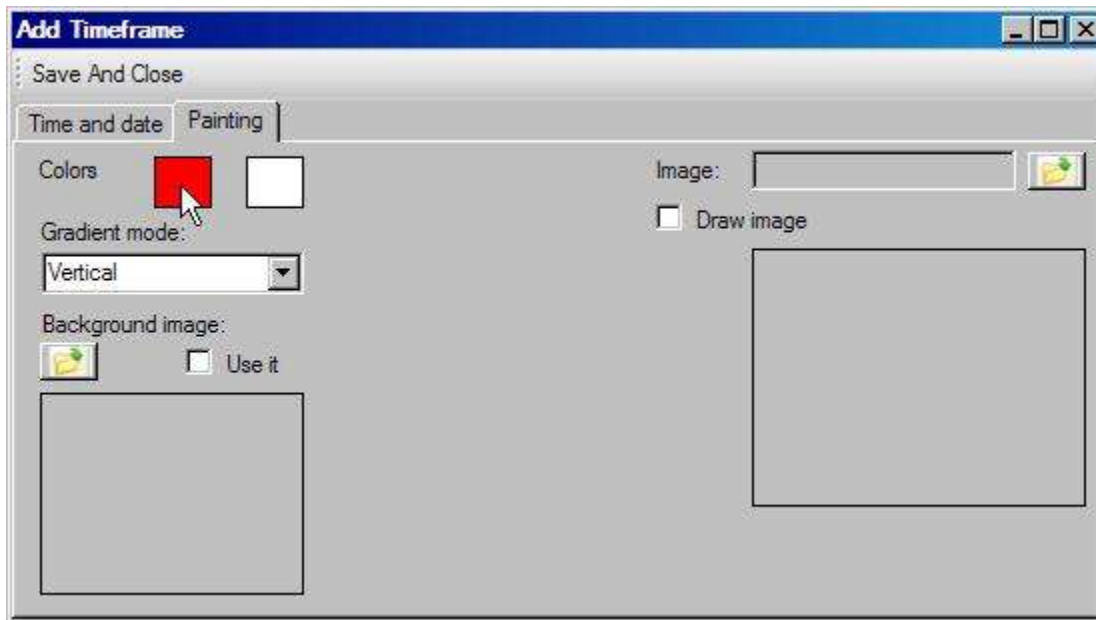 Add Timeframe
Save And Close
Time and date
Painting
Colors
Gradient mode:
Vertical
Background image:
Use it
Image:
Draw image